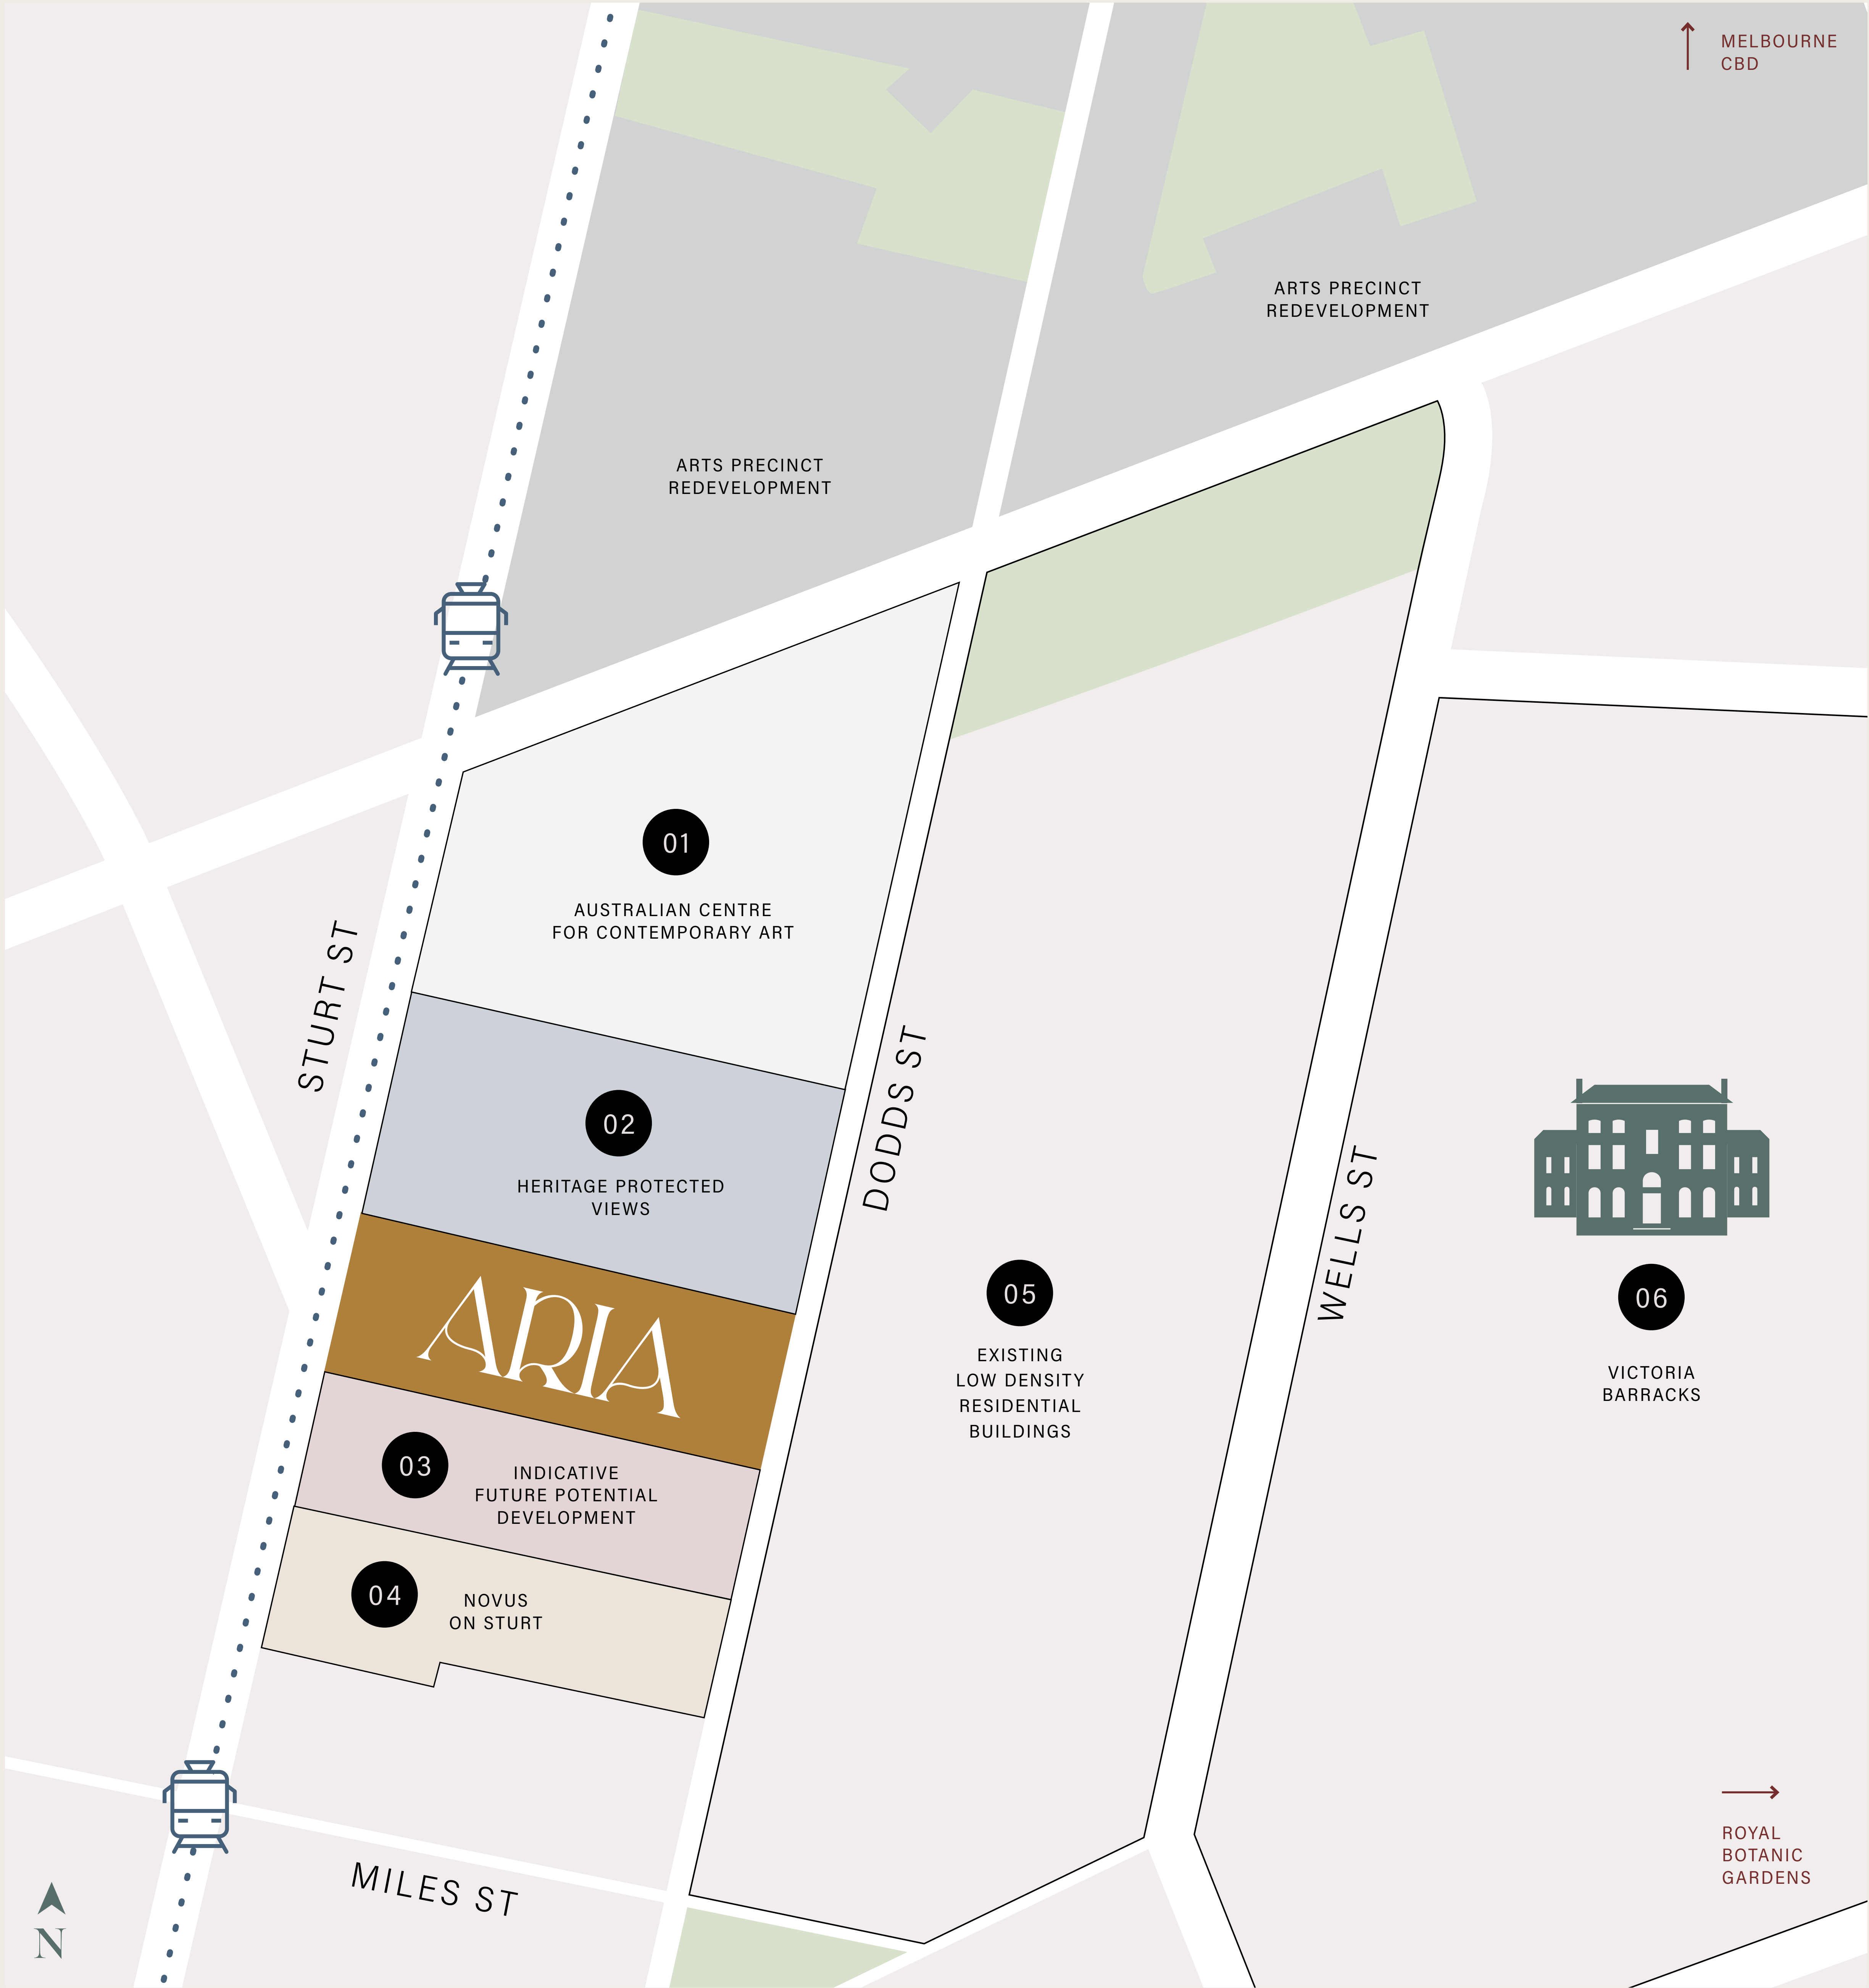 MELBOURNE
CBD
ARTS PRECINCT
REDEVELOPMENT
ARTS PRECINCT
REDEVELOPMENT
01
AUSTRALIAN CENTRE
FOR CONTEMPORARY ART
STURT ST
DODDS ST
02
HERITAGE PROTECTED
VIEWS
WELLS ST
ARIA
05
EXISTING
LOW DENSITY
RESIDENTIAL
BUILDINGS
06
VICTORIA
BARRACKS
03
INDICATIVE
FUTURE POTENTIAL
DEVELOPMENT
04
NOVUS
ON STURT
ROYAL
BOTANIC
GARDENS
MILES ST
N